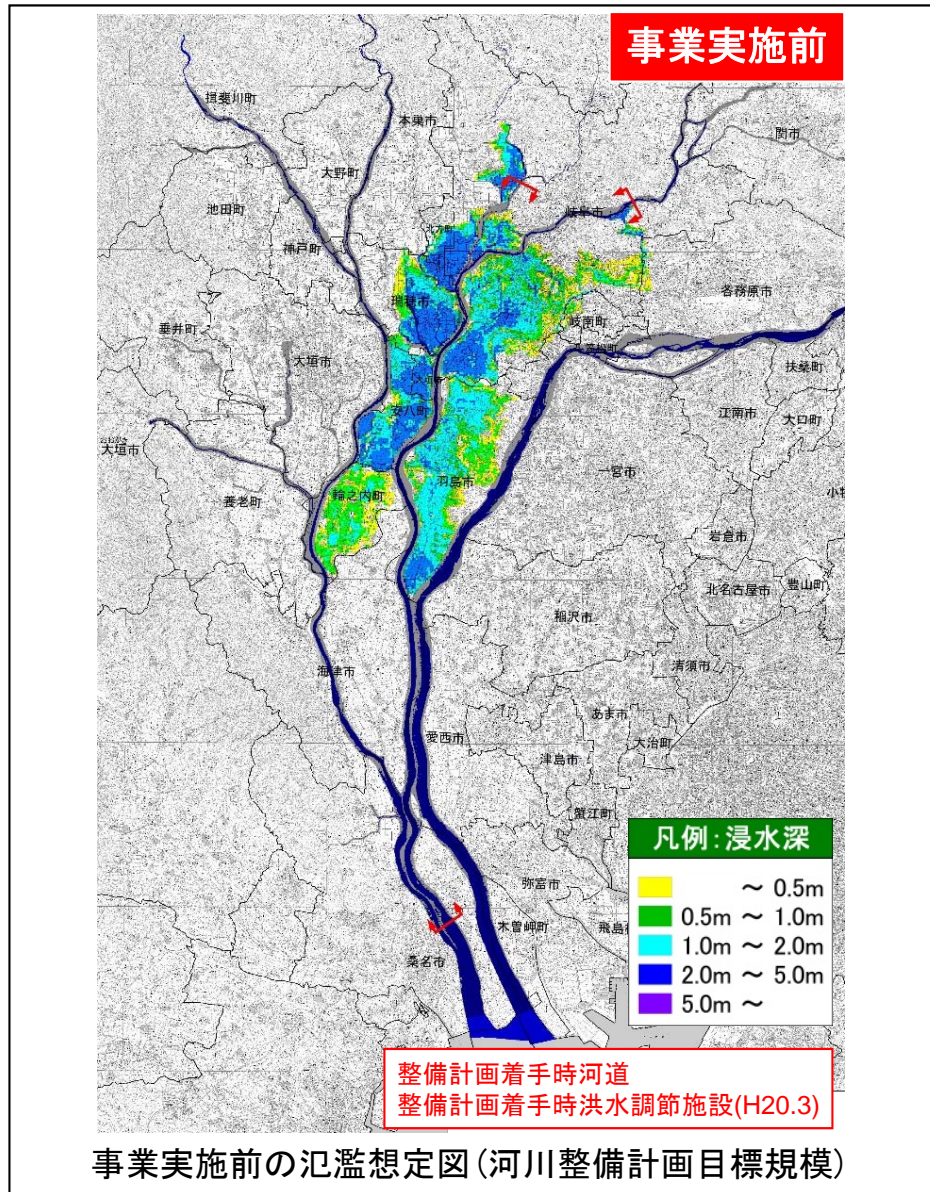 事業実施前
揖斐川町
本巣市
関市
大野町
池田町
岐阜市
北方町
神戸町
各務原市
瑞穂市
垂井町
岐南町
大垣市
扶桑町
安八町
江南市
大口町
大垣市
一宮市
羽島市
輪之内町
養老町
岩倉市
北名古屋市
豊山町
稲沢市
海津市
清須市
あま市
愛西市
大治町
津島市
蟹江町
弥富市
木曽岬町
桑名市
凡例:浸水深
～ 0.5m
0.5m ～ 1.0m
1.0m ～ 2.0m
2.0m ～ 5.0m
5.0m ～
整備計画着手時河道
整備計画着手時洪水調節施設(H20.3)
事業実施前の氾濫想定図(河川整備計画目標規模)